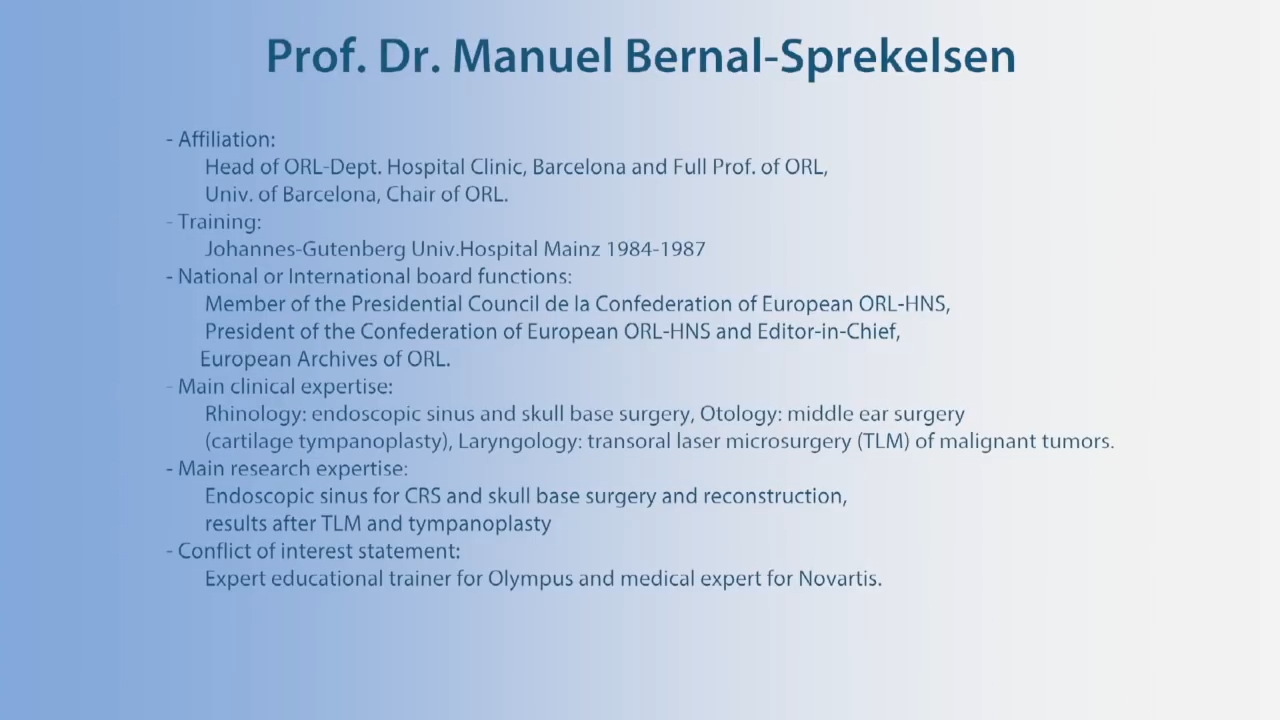 Prof. Dr. Manuel Bernal-Sprekelsen
- Affiliation:
Head of ORL-Dept. Hospital Clinic, Barcelona and Full Prof. of ORL,
Univ. of Barcelona, Chair of ORL.
- Training:
Johannes-Gutenberg Univ.Hospital Mainz 1984-1987
- National or International board functions:
Member of the Presidential Council de la Confederation of European ORL-HNS,
President of the Confederation of European ORL-HNS and Editor-in-Chief,
European Archives of ORL.
- Main clinical expertise:
Rhinology: endoscopic sinus and skull base surgery, Otology: middle ear surgery
(cartilage tympanoplasty), Laryngology: transoral laser microsurgery (TLM) of malignant tumors.
- Main research expertise:
Endoscopic sinus for CRS and skull base surgery and reconstruction,
results after TLM and tympanoplasty
- Conflict of interest statement:
Expert educational trainer for Olympus and medical expert for Novartis.